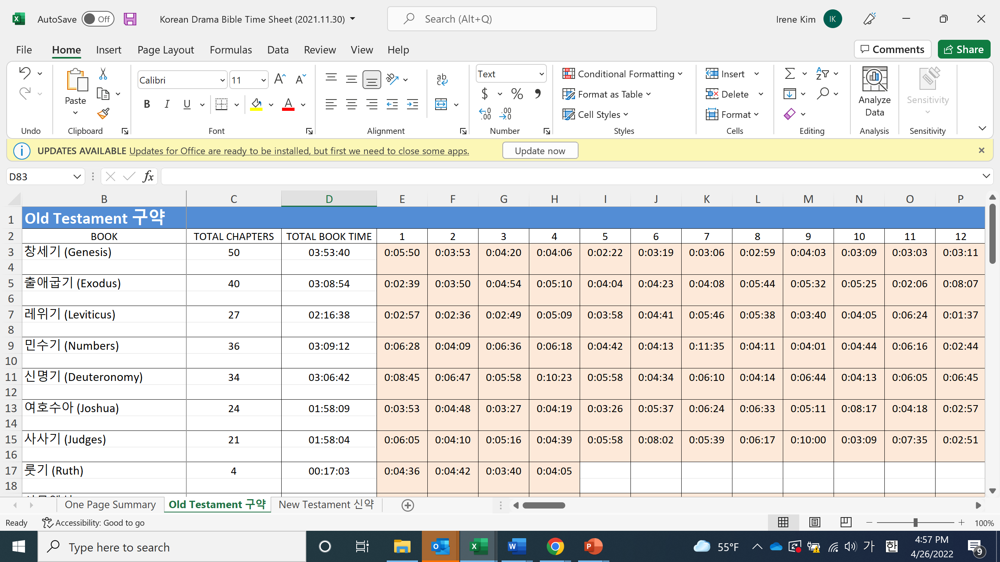 AutoSave Off Korean Drama Bible Time Sheet (2021.11.30) Search (Alt+Q) Irene Kim IK
File Home Insert Page Layout Formulas Data Review View Help Comments Share
Calibri 11 Text Conditional Formatting Insert
Paste B I U Format as Table Delete Analyze Data Sensitivity
Cell Styles Format
Undo Clipboard Font Alignment Number Styles Cells Editing Analysis Sensitivity
UPDATES AVAILABLE Updates for Office are ready to be installed, but first we need to close some apps. Update now
D83 fx
B C D E F G H I J K L M N O P
1 Old Testament 구약
2 BOOK TOTAL CHAPTERS TOTAL BOOK TIME 1 2 3 4 5 6 7 8 9 10 11 12
3 창세기 (Genesis) 50 03:53:40 0:05:50 0:03:53 0:04:20 0:04:06 0:02:22 0:03:19 0:03:06 0:02:59 0:04:03 0:03:09 0:03:03 0:03:11
4
5 출애굽기 (Exodus) 40 03:08:54 0:02:39 0:03:50 0:04:54 0:05:10 0:04:04 0:04:23 0:04:08 0:05:44 0:05:32 0:05:25 0:02:06 0:08:07
6
7 레위기 (Leviticus) 27 02:16:38 0:02:57 0:02:36 0:02:49 0:05:09 0:03:58 0:04:41 0:05:46 0:05:38 0:03:40 0:04:05 0:06:24 0:01:37
8
9 민수기 (Numbers) 36 03:09:12 0:06:28 0:04:09 0:06:36 0:06:18 0:04:42 0:04:13 0:11:35 0:04:11 0:04:01 0:04:44 0:06:16 0:02:44
10
11 신명기 (Deuteronomy) 34 03:06:42 0:08:45 0:06:47 0:05:58 0:10:23 0:05:58 0:04:34 0:06:10 0:04:14 0:06:44 0:04:13 0:06:05 0:06:45
12
13 여호수아 (Joshua) 24 01:58:09 0:03:53 0:04:48 0:03:27 0:04:19 0:03:26 0:05:37 0:06:24 0:06:33 0:05:11 0:08:17 0:04:18 0:02:57
14
15 사사기 (Judges) 21 01:58:04 0:06:05 0:04:10 0:05:16 0:04:39 0:05:58 0:08:02 0:05:39 0:06:17 0:10:00 0:03:09 0:07:35 0:02:51
16
17 룻기 (Ruth) 4 00:17:03 0:04:36 0:04:42 0:03:40 0:04:05
18
One Page Summary Old Testament 구약 New Testament 신약
Ready Accessibility: Good to go 100%
Type here to search 55°F 가 한 4:57 PM
4/26/2022 9